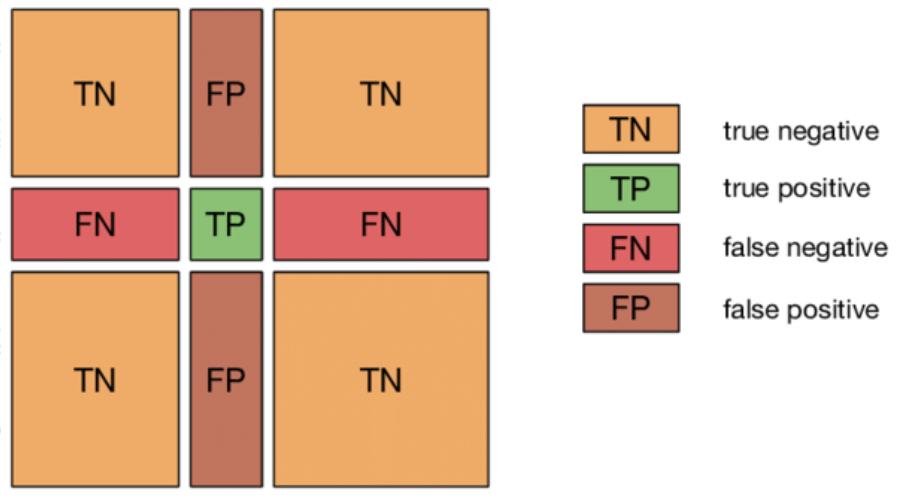 TN FP TN
FN TP FN
TN FP TN
TN true negative
TP true positive
FN false negative
FP false positive